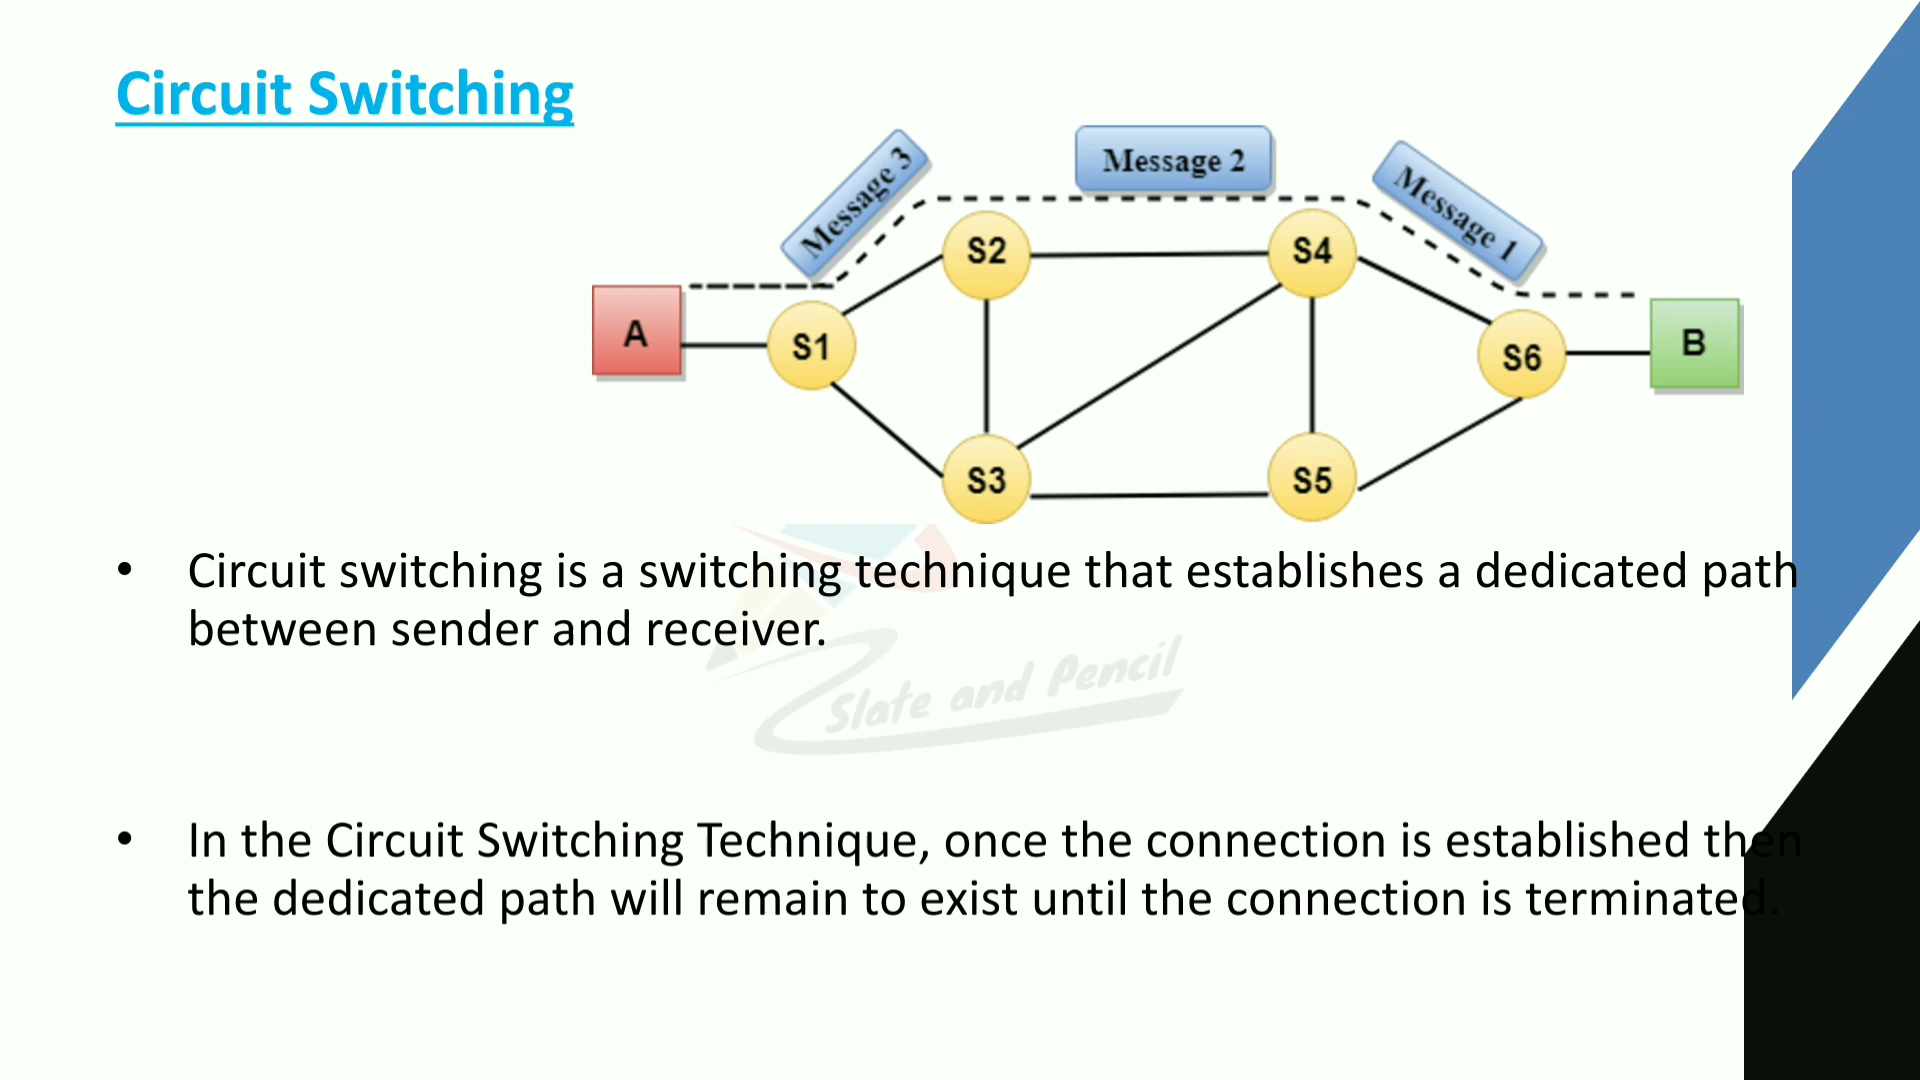 Circuit Switching
Message 3
Message 2
Message 1
A
S1
S2
S4
S6
B
S3
S5
• Circuit switching is a switching technique that establishes a dedicated path
between sender and receiver.
Slate and Pencil
• In the Circuit Switching Technique, once the connection is established then
the dedicated path will remain to exist until the connection is terminated.